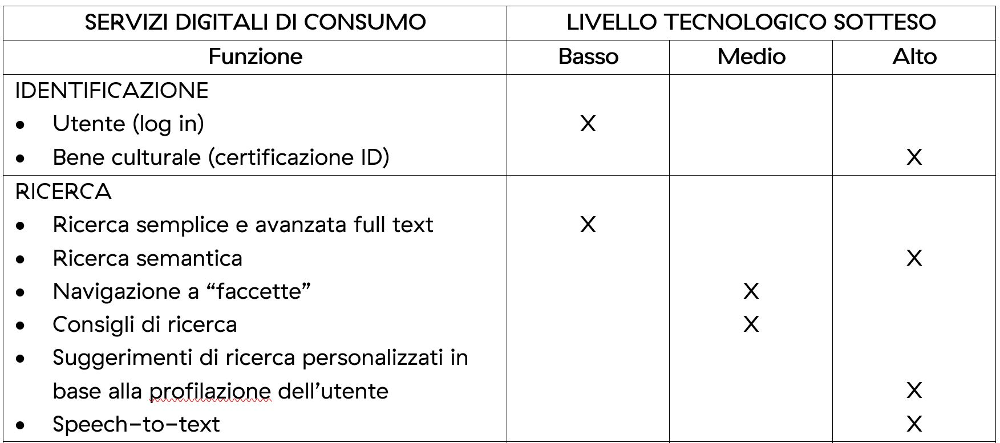 SERVIZI DIGITALI DI CONSUMO LIVELLO TECNOLOGICO SOTTESO
Funzione Basso Medio Alto
IDENTIFICAZIONE
• Utente (log in) X
• Bene culturale (certificazione ID) X
RICERCA
• Ricerca semplice e avanzata full text X
• Ricerca semantica X
• Navigazione a “faccette” X
• Consigli di ricerca X
• Suggerimenti di ricerca personalizzati in
base alla profilazione dell’utente X
• Speech-to-text X